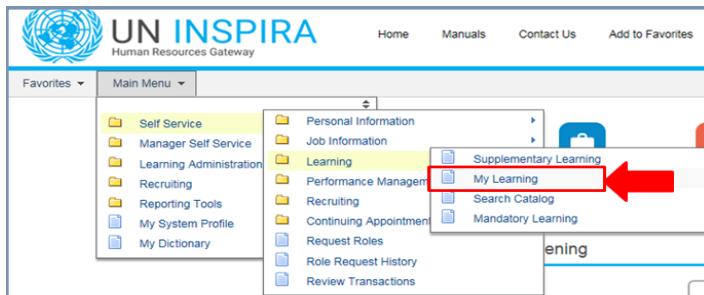 UN INSPIRA
Human Resources Gateway
Home Manuals Contact Us Add to Favorites
Favorites Main Menu
Self Service
Manager Self Service
Learning Administration
Recruiting
Reporting Tools
My System Profile
My Dictionary
Personal Information
Job Information
Learning
Performance Managem
Recruiting
Continuing Appointmen
Request Roles
Role Request History
Review Transactions
Supplementary Learning
My Learning
Search Catalog
Mandatory Learning
ening